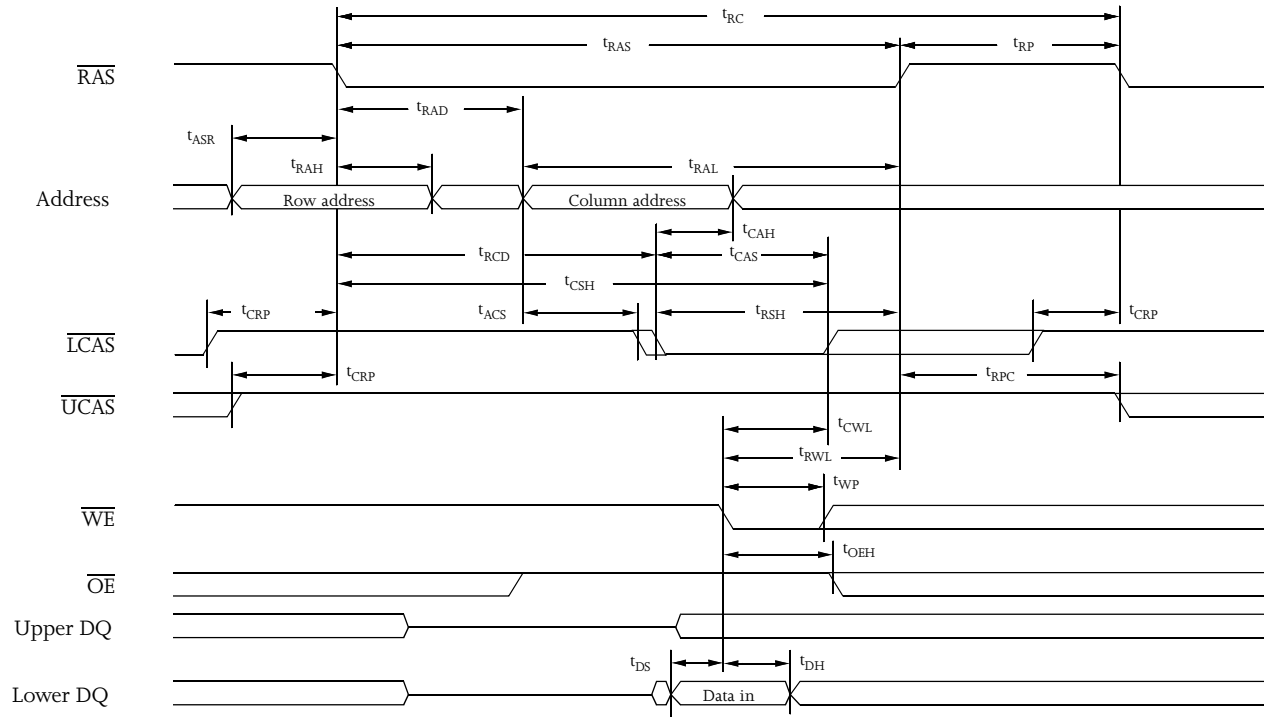 tRC
tRAS
tRP
RAS
tRAD
tASR
tRAH
tRAL
Address
Row address
Column address
tCAH
tRCD
tCAS
tCSH
tCRP
tACS
tRSH
tCRP
LCAS
tCRP
tRPC
UCAS
tCWL
tRWL
tWP
WE
tOEH
OE
Upper DQ
tDS
tDH
Lower DQ
Data in